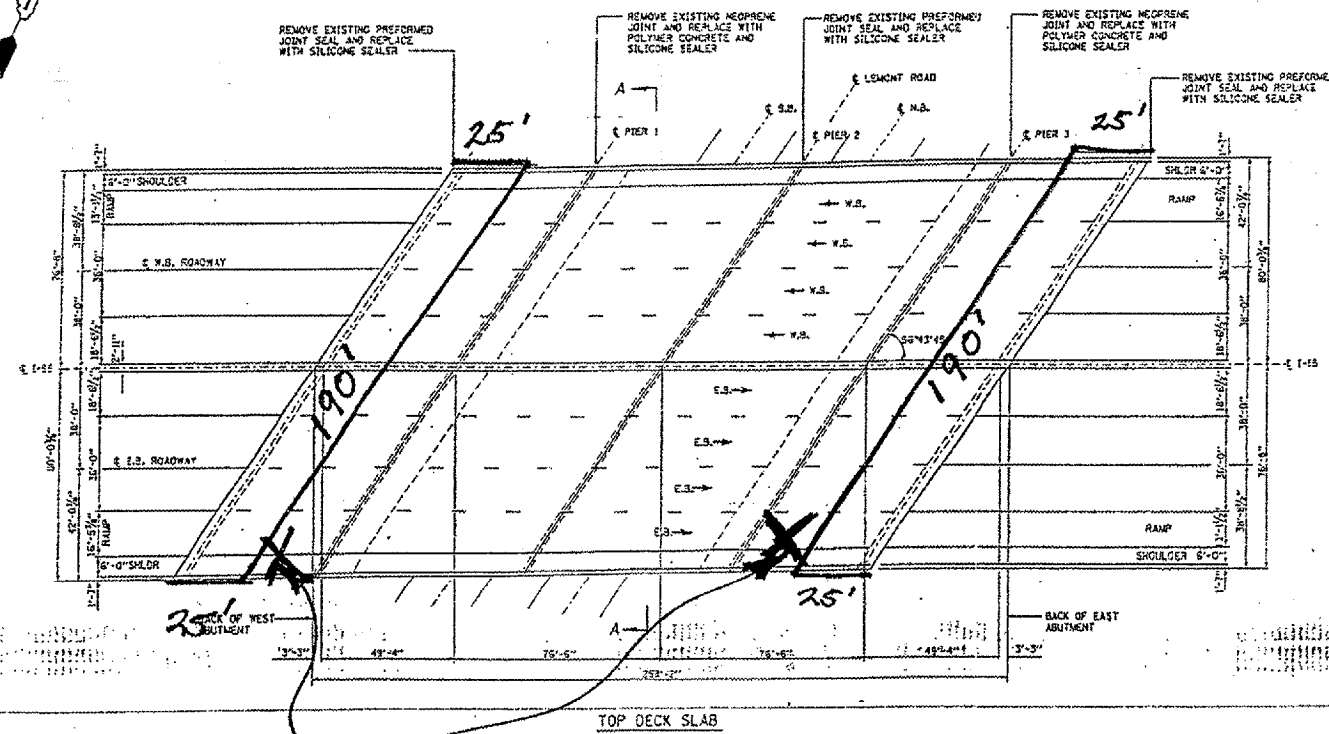 REMOVE EXISTING PREFORMED
JOINT SEAL AND REPLACE
WITH SILICONE SEALER
REMOVE EXISTING NEOPRENE
JOINT AND REPLACE WITH
POLYMER CONCRETE AND
SILICONE SEALER
REMOVE EXISTING PREFORMED
JOINT SEAL AND REPLACE
WITH SILICONE SEALER
REMOVE EXISTING NEOPRENE
JOINT AND REPLACE WITH
POLYMER CONCRETE AND
SILICONE SEALER
REMOVE EXISTING PREFORME
JOINT SEAL AND REPLACE
WITH SILICONE SEALER
℄ LEMONT ROAD
A
℄ S.B.
℄ N.B.
25'
℄ PIER 1
℄ PIER 2
℄ PIER 3
25'
6'-0" SHOULDER
SHLDR 6'-0"
RAMP
RAMP
W.B.
W.B.
W.B.
W.B.
℄ W.B. ROADWAY
℄ I-55
℄ I-55
190'
190'
E.B.
E.B.
E.B.
E.B.
℄ E.B. ROADWAY
RAMP
RAMP
6'-0" SHLDR
SHOULDER 6'-0"
25'
25'
BACK OF WEST
ABUTMENT
A
BACK OF EAST
ABUTMENT
3'-3"
49'-4"
76'-6"
76'-6"
49'-4"
3'-3"
TOP DECK SLAB